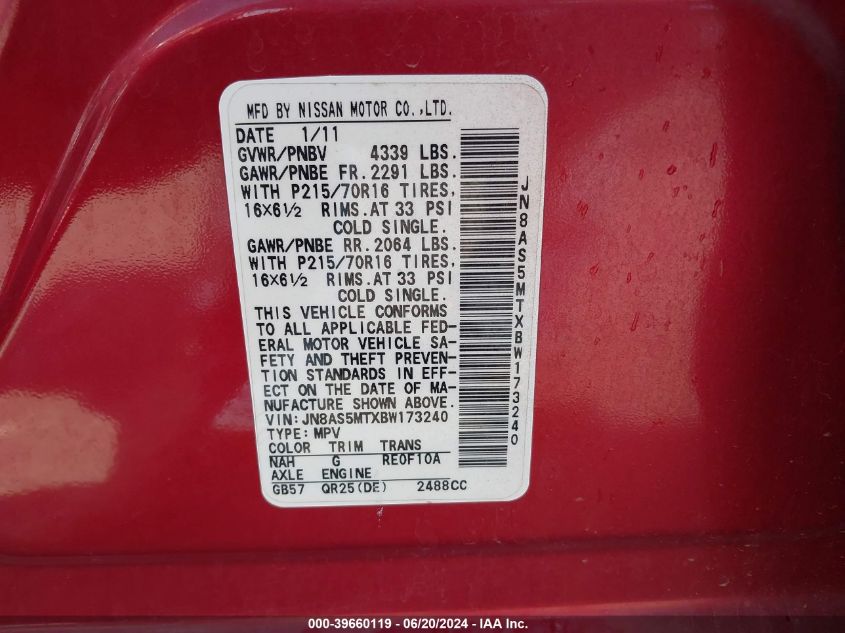 MFD BY NISSAN MOTOR CO.,LTD.
DATE 1/11
GVWR/PNBV 4339 LBS.
GAWR/PNBE FR.2291 LBS.
WITH P215/70R16 TIRES,
16X6½ RIMS.AT 33 PSI
COLD SINGLE.
GAWR/PNBE RR.2064 LBS.
WITH P215/70R16 TIRES,
16X6½ RIMS.AT 33 PSI
COLD SINGLE.
THIS VEHICLE CONFORMS
TO ALL APPLICABLE FED-
ERAL MOTOR VEHICLE SA-
FETY AND THEFT PREVEN-
TION STANDARDS IN EFF-
ECT ON THE DATE OF MA-
NUFACTURE SHOWN ABOVE.
VIN:JN8AS5MTXBW173240
TYPE:MPV
COLOR TRIM TRANS
NAH G RE0F10A
AXLE ENGINE
GB57 QR25(DE) 2488CC
JN8AS5MTXBW173240
000-39660119 - 06/20/2024 - IAA Inc.